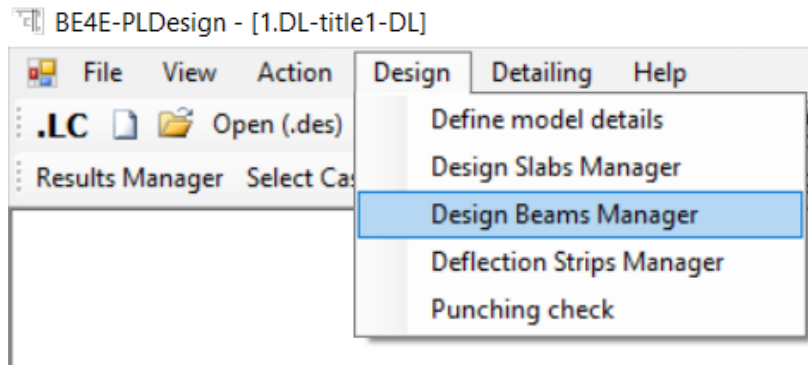 BE4E-PLDesign - [1.DL-title1-DL]
File View Action Design Detailing Help
.LC Open (.des)
Results Manager Select Cas
Define model details
Design Slabs Manager
Design Beams Manager
Deflection Strips Manager
Punching check